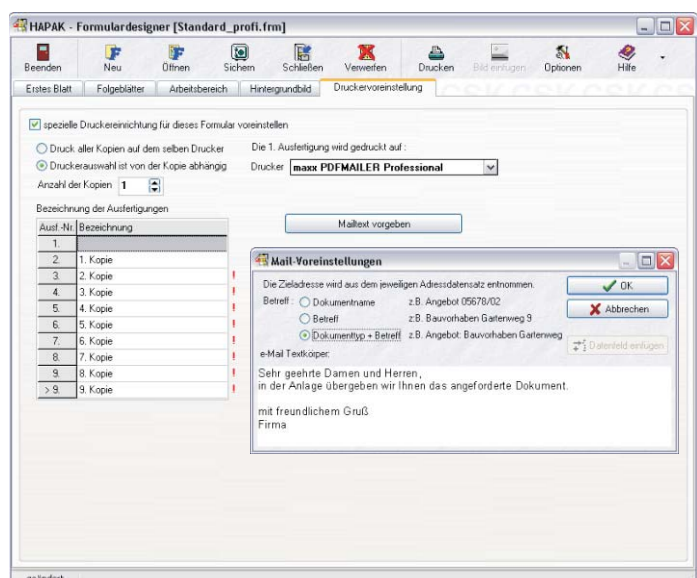 HAPAK - Formulardesigner [Standard_profi.frm]
Beenden Neu Öffnen Sichern Schließen Verwerfen Drucken Bild einfügen Optionen Hilfe
Erstes Blatt Folgeblätter Arbeitsbereich Hintergrundbild Druckervoreinstellung
spezielle Druckereinrichtung für dieses Formular voreinstellen
Druck aller Kopien auf dem selben Drucker Die 1. Ausfertigung wird gedruckt auf :
Druckerauswahl ist von der Kopie abhängig Drucker maxx PDFMAILER Professional
Anzahl der Kopien 1
Bezeichnung der Ausfertigungen
Mailtext vorgeben
Ausf.-Nr. Bezeichnung
1.
2. 1. Kopie
3. 2. Kopie !
4. 3. Kopie !
5. 4. Kopie !
6. 5. Kopie !
7. 6. Kopie !
8. 7. Kopie !
9. 8. Kopie !
> 9. 9. Kopie !
Mail-Voreinstellungen
Die Zieladresse wird aus dem jeweiligen Adressdatensatz entnommen.
Betreff : Dokumentname z.B. Angebot 05678/02
Betreff z.B. Bauvorhaben Gartenweg 9
Dokumenttyp + Betreff z.B. Angebot: Bauvorhaben Gartenweg
OK
Abbrechen
Datenfeld einfügen
e-Mail Textkörper:
Sehr geehrte Damen und Herren,
in der Anlage übergeben wir Ihnen das angeforderte Dokument.
mit freundlichem Gruß
Firma